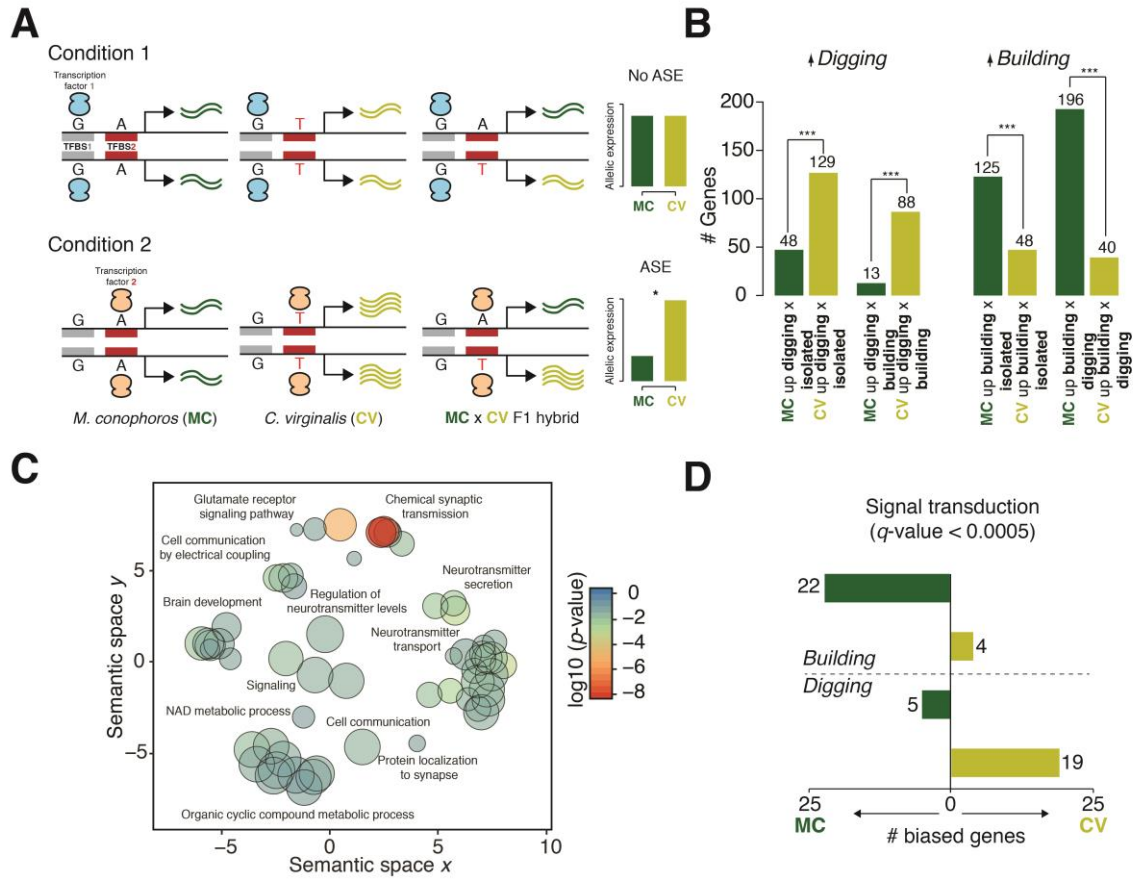 A
Condition 1
Transcription
factor 1
G A
TFBS1 TFBS2
G A
G T
G T
G A
G T
No ASE
Allelic expression
MC CV
Condition 2
Transcription
factor 2
G A
G A
G T
G T
G A
G T
ASE
*
Allelic expression
MC CV
M. conophoros (MC)
C. virginalis (CV)
MC x CV F1 hybrid
B
Digging
Building
# Genes
200
150
100
50
0
***
48
129
***
13
88
***
125
48
***
196
40
MC up digging x
isolated
CV up digging x
isolated
MC up digging x
building
CV up digging x
building
MC up building x
isolated
CV up building x
isolated
MC up building x
digging
CV up building x
digging
C
Glutamate receptor
signaling pathway
Chemical synaptic
transmission
Cell communication
by electrical coupling
Neurotransmitter
secretion
Brain development
Regulation of
neurotransmitter levels
Neurotransmitter
transport
Signaling
NAD metabolic process
Cell communication
Protein localization
to synapse
Organic cyclic compound metabolic process
Semantic space y
5
0
−5
−5
0
5
10
Semantic space x
log10 (p-value)
0
−2
−4
−6
−8
D
Signal transduction
(q-value < 0.0005)
22
4
Building
Digging
5
19
25
0
25
MC
CV
# biased genes